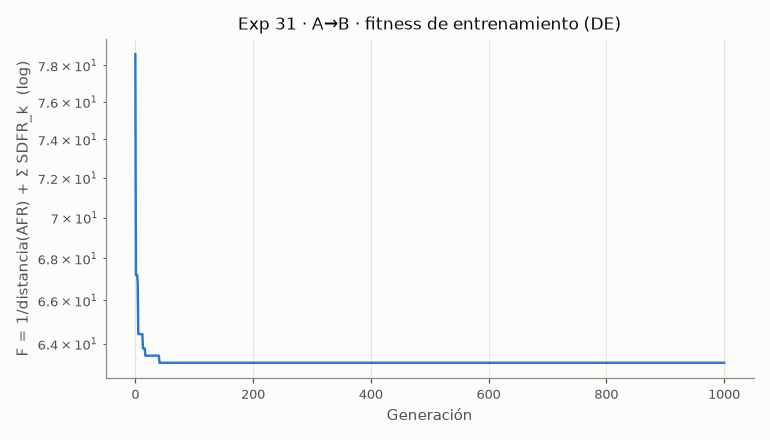 Exp 31 · A→B · fitness de entrenamiento (DE)
F = 1/distancia(AFR) + Σ SDFR_k (log)
7.8 × 10¹
7.6 × 10¹
7.4 × 10¹
7.2 × 10¹
7 × 10¹
6.8 × 10¹
6.6 × 10¹
6.4 × 10¹
0 200 400 600 800 1000
Generación